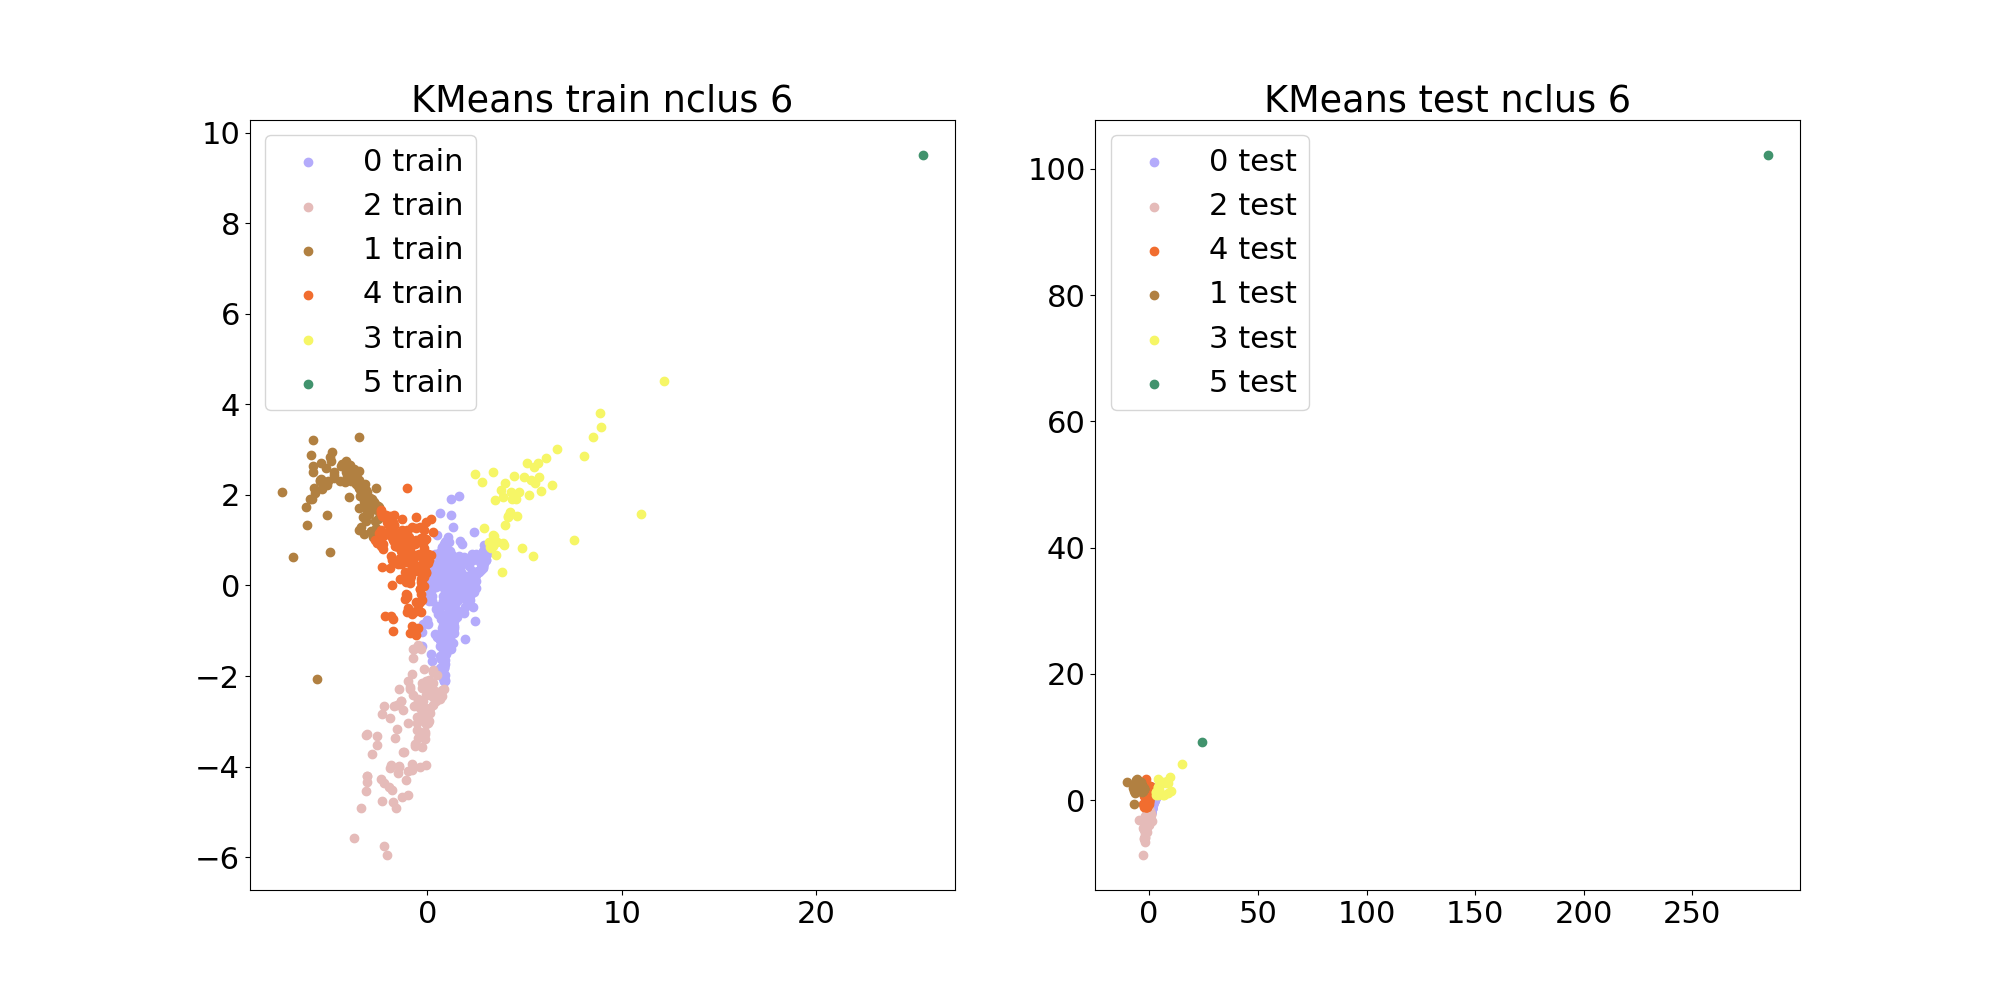 KMeans train nclus 6
10
8
6
4
2
0
−2
−4
−6
0 train
2 train
1 train
4 train
3 train
5 train
0 10 20
KMeans test nclus 6
100
80
60
40
20
0
0 test
2 test
4 test
1 test
3 test
5 test
0 50 100 150 200 250